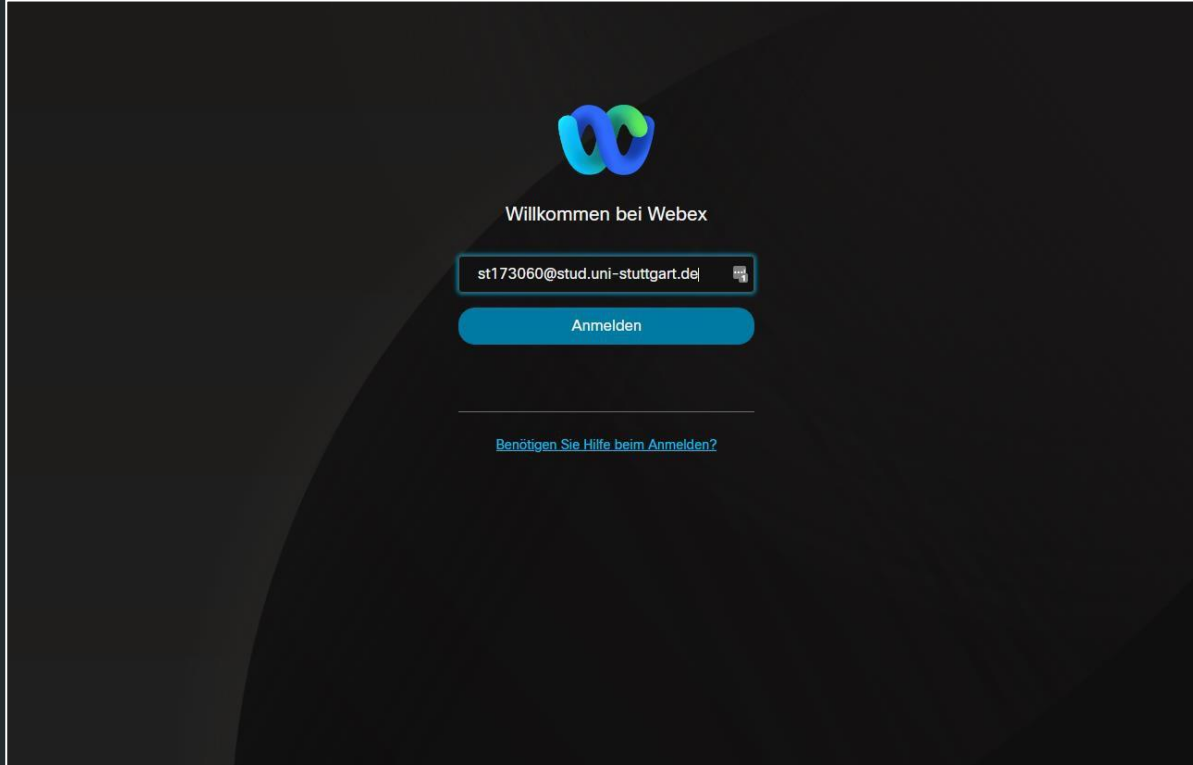 Willkommen bei Webex
st173060@stud.uni-stuttgart.de
Anmelden
Benötigen Sie Hilfe beim Anmelden?